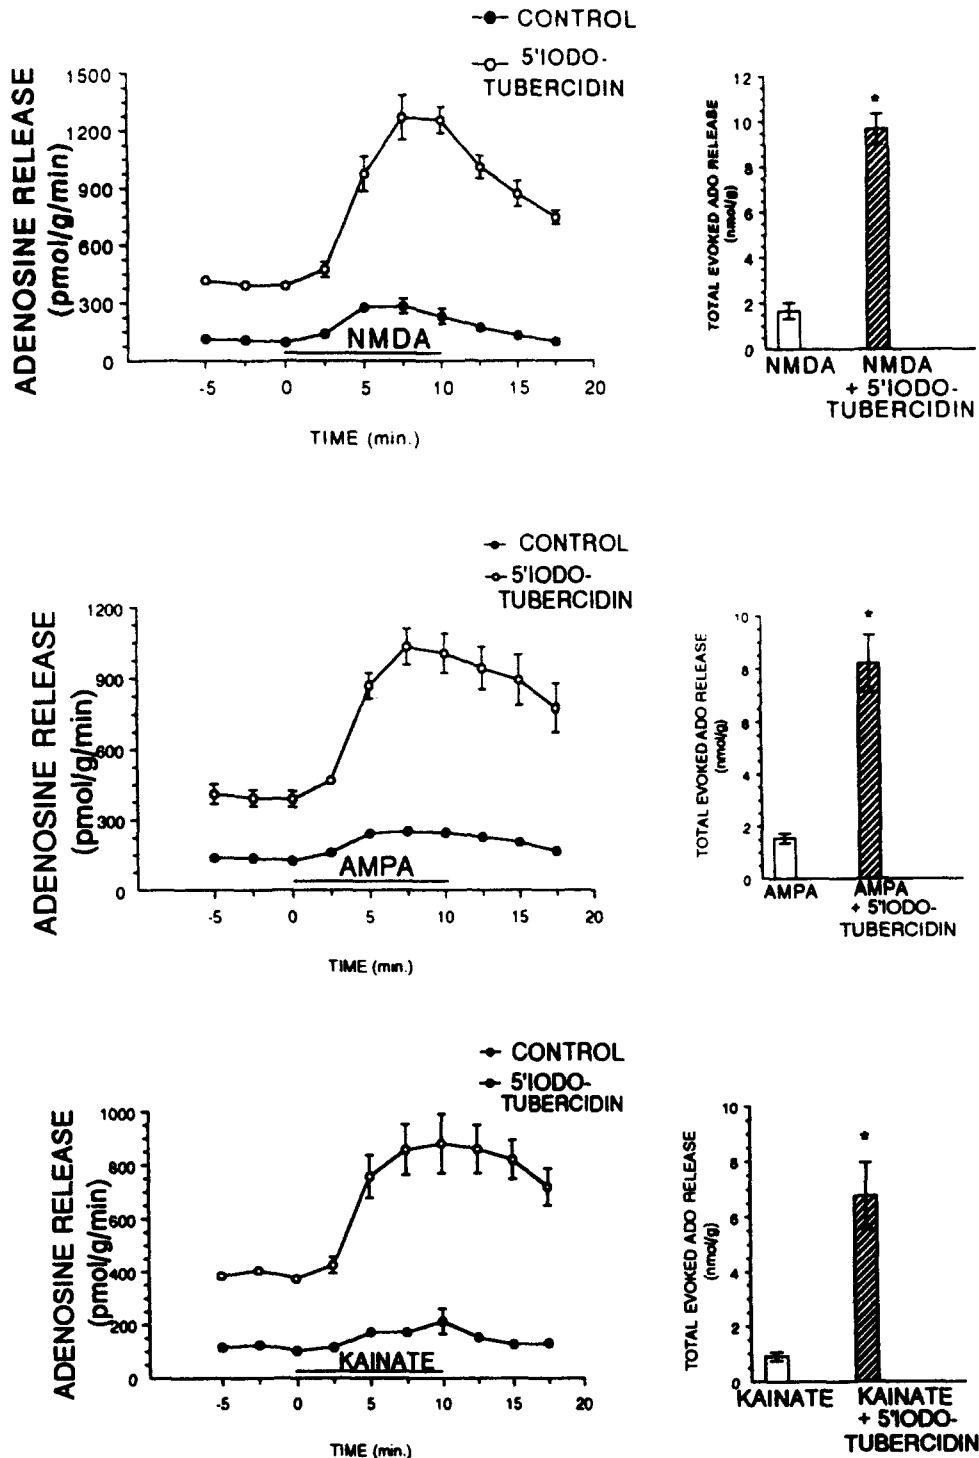 CONTROL
5'IODO-
TUBERCIDIN
ADENOSINE RELEASE
(pmol/g/min)
1500
1200
900
600
300
0
NMDA
-5 0 5 10 15 20
TIME (min.)
TOTAL EVOKED ADO RELEASE
(nmol/g)
12
10
8
6
4
2
0
*
NMDA
NMDA
+ 5'IODO-
TUBERCIDIN
CONTROL
5'IODO-
TUBERCIDIN
ADENOSINE RELEASE
(pmol/g/min)
1200
900
600
300
0
AMPA
-5 0 5 10 15 20
TIME (min.)
TOTAL EVOKED ADO RELEASE
(nmol/g)
10
8
6
4
2
0
*
AMPA
AMPA
+ 5'IODO-
TUBERCIDIN
CONTROL
5'IODO-
TUBERCIDIN
ADENOSINE RELEASE
(pmol/g/min)
1000
800
600
400
200
0
KAINATE
-5 0 5 10 15 20
TIME (min.)
TOTAL EVOKED ADO RELEASE
(nmol/g)
10
8
6
4
2
0
*
KAINATE
KAINATE
+ 5'IODO-
TUBERCIDIN